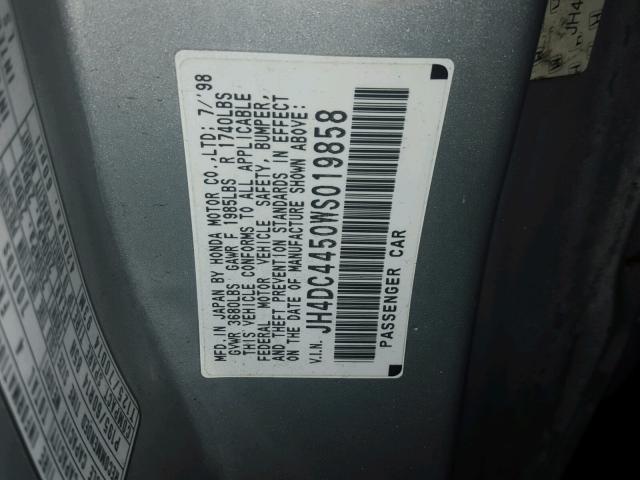 MFD. IN JAPAN BY HONDA MOTOR CO.,LTD; 7/'98
GVWR 3680LBS GAWR F 1985LBS R 1740LBS
THIS VEHICLE CONFORMS TO ALL APPLICABLE
FEDERAL MOTOR VEHICLE SAFETY, BUMPER,
AND THEFT PREVENTION STANDARDS IN EFFECT
ON THE DATE OF MANUFACTURE SHOWN ABOVE:
V.I.N. JH4DC4450WS019858
PASSENGER CAR
JH4